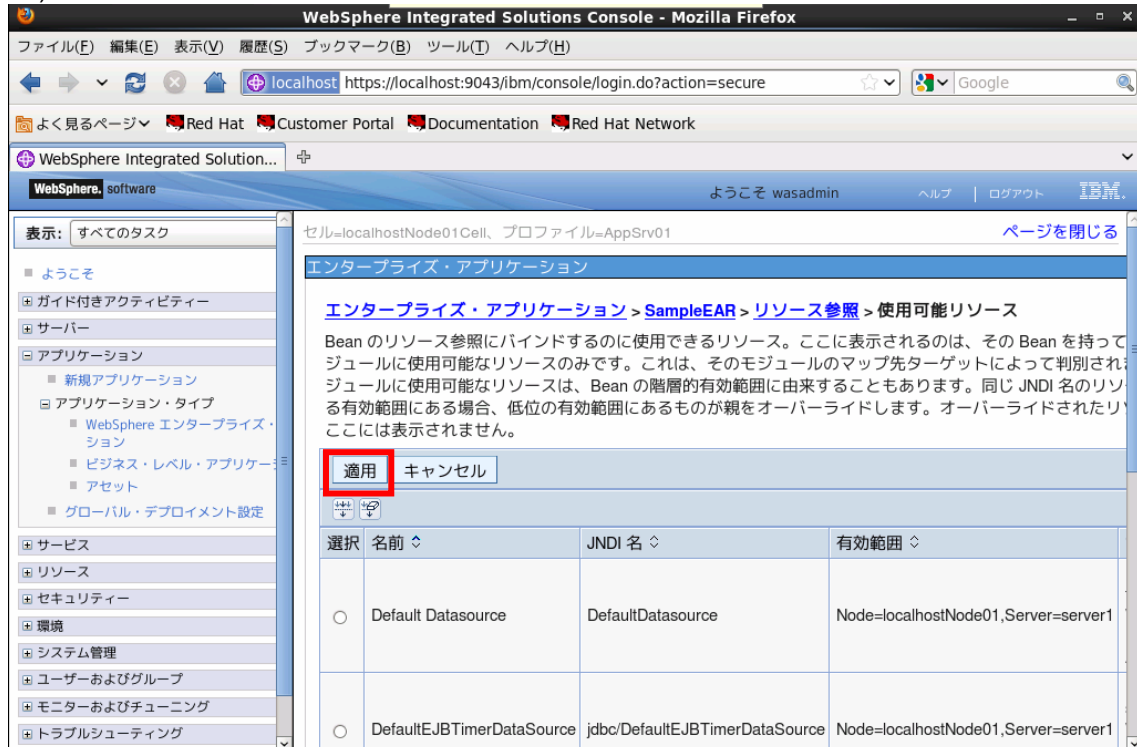 WebSphere Integrated Solutions Console - Mozilla Firefox
ファイル(F) 編集(E) 表示(V) 履歴(S) ブックマーク(B) ツール(T) ヘルプ(H)
localhost https://localhost:9043/ibm/console/login.do?action=secure Google
よく見るページ Red Hat Customer Portal Documentation Red Hat Network
WebSphere Integrated Solution...
WebSphere. software ようこそ wasadmin ヘルプ | ログアウト IBM.
表示: すべてのタスク
ようこそ
ガイド付きアクティビティー
サーバー
アプリケーション
新規アプリケーション
アプリケーション・タイプ
WebSphere エンタープライズ・
ション
ビジネス・レベル・アプリケー
アセット
グローバル・デプロイメント設定
サービス
リソース
セキュリティー
環境
システム管理
ユーザーおよびグループ
モニターおよびチューニング
トラブルシューティング
セル=localhostNode01Cell、プロファイル=AppSrv01 ページを閉じる
エンタープライズ・アプリケーション
エンタープライズ・アプリケーション > SampleEAR > リソース参照 > 使用可能リソース
Bean のリソース参照にバインドするのに使用できるリソース。ここに表示されるのは、その Bean を持って
ジュールに使用可能なリソースのみです。これは、そのモジュールのマップ先ターゲットによって判別され
ジュールに使用可能なリソースは、Bean の階層的有効範囲に由来することもあります。同じ JNDI 名のリソ
る有効範囲にある場合、低位の有効範囲にあるものが親をオーバーライドします。オーバーライドされたリ
ここには表示されません。
適用 キャンセル
選択 名前 JNDI 名 有効範囲
Default Datasource DefaultDatasource Node=localhostNode01,Server=server1
DefaultEJBTimerDataSource jdbc/DefaultEJBTimerDataSource Node=localhostNode01,Server=server1